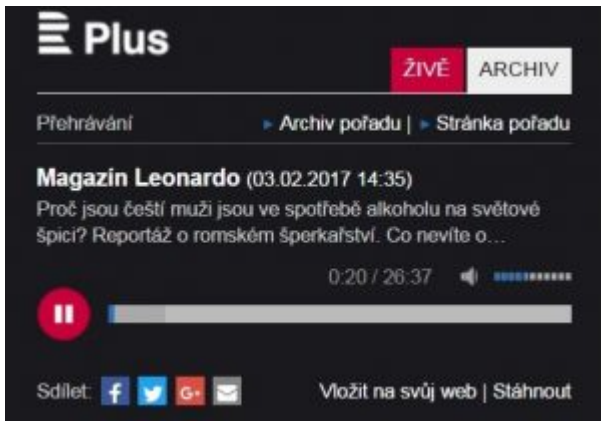 Plus
ŽIVĚ ARCHIV
Přehrávání Archiv pořadu | Stránka pořadu
Magazín Leonardo (03.02.2017 14:35)
Proč jsou čeští muži jsou ve spotřebě alkoholu na světové
špici? Reportáž o romském šperkařství. Co nevíte o…
0:20 / 26:37
Sdílet: f G+ Vložit na svůj web | Stáhnout